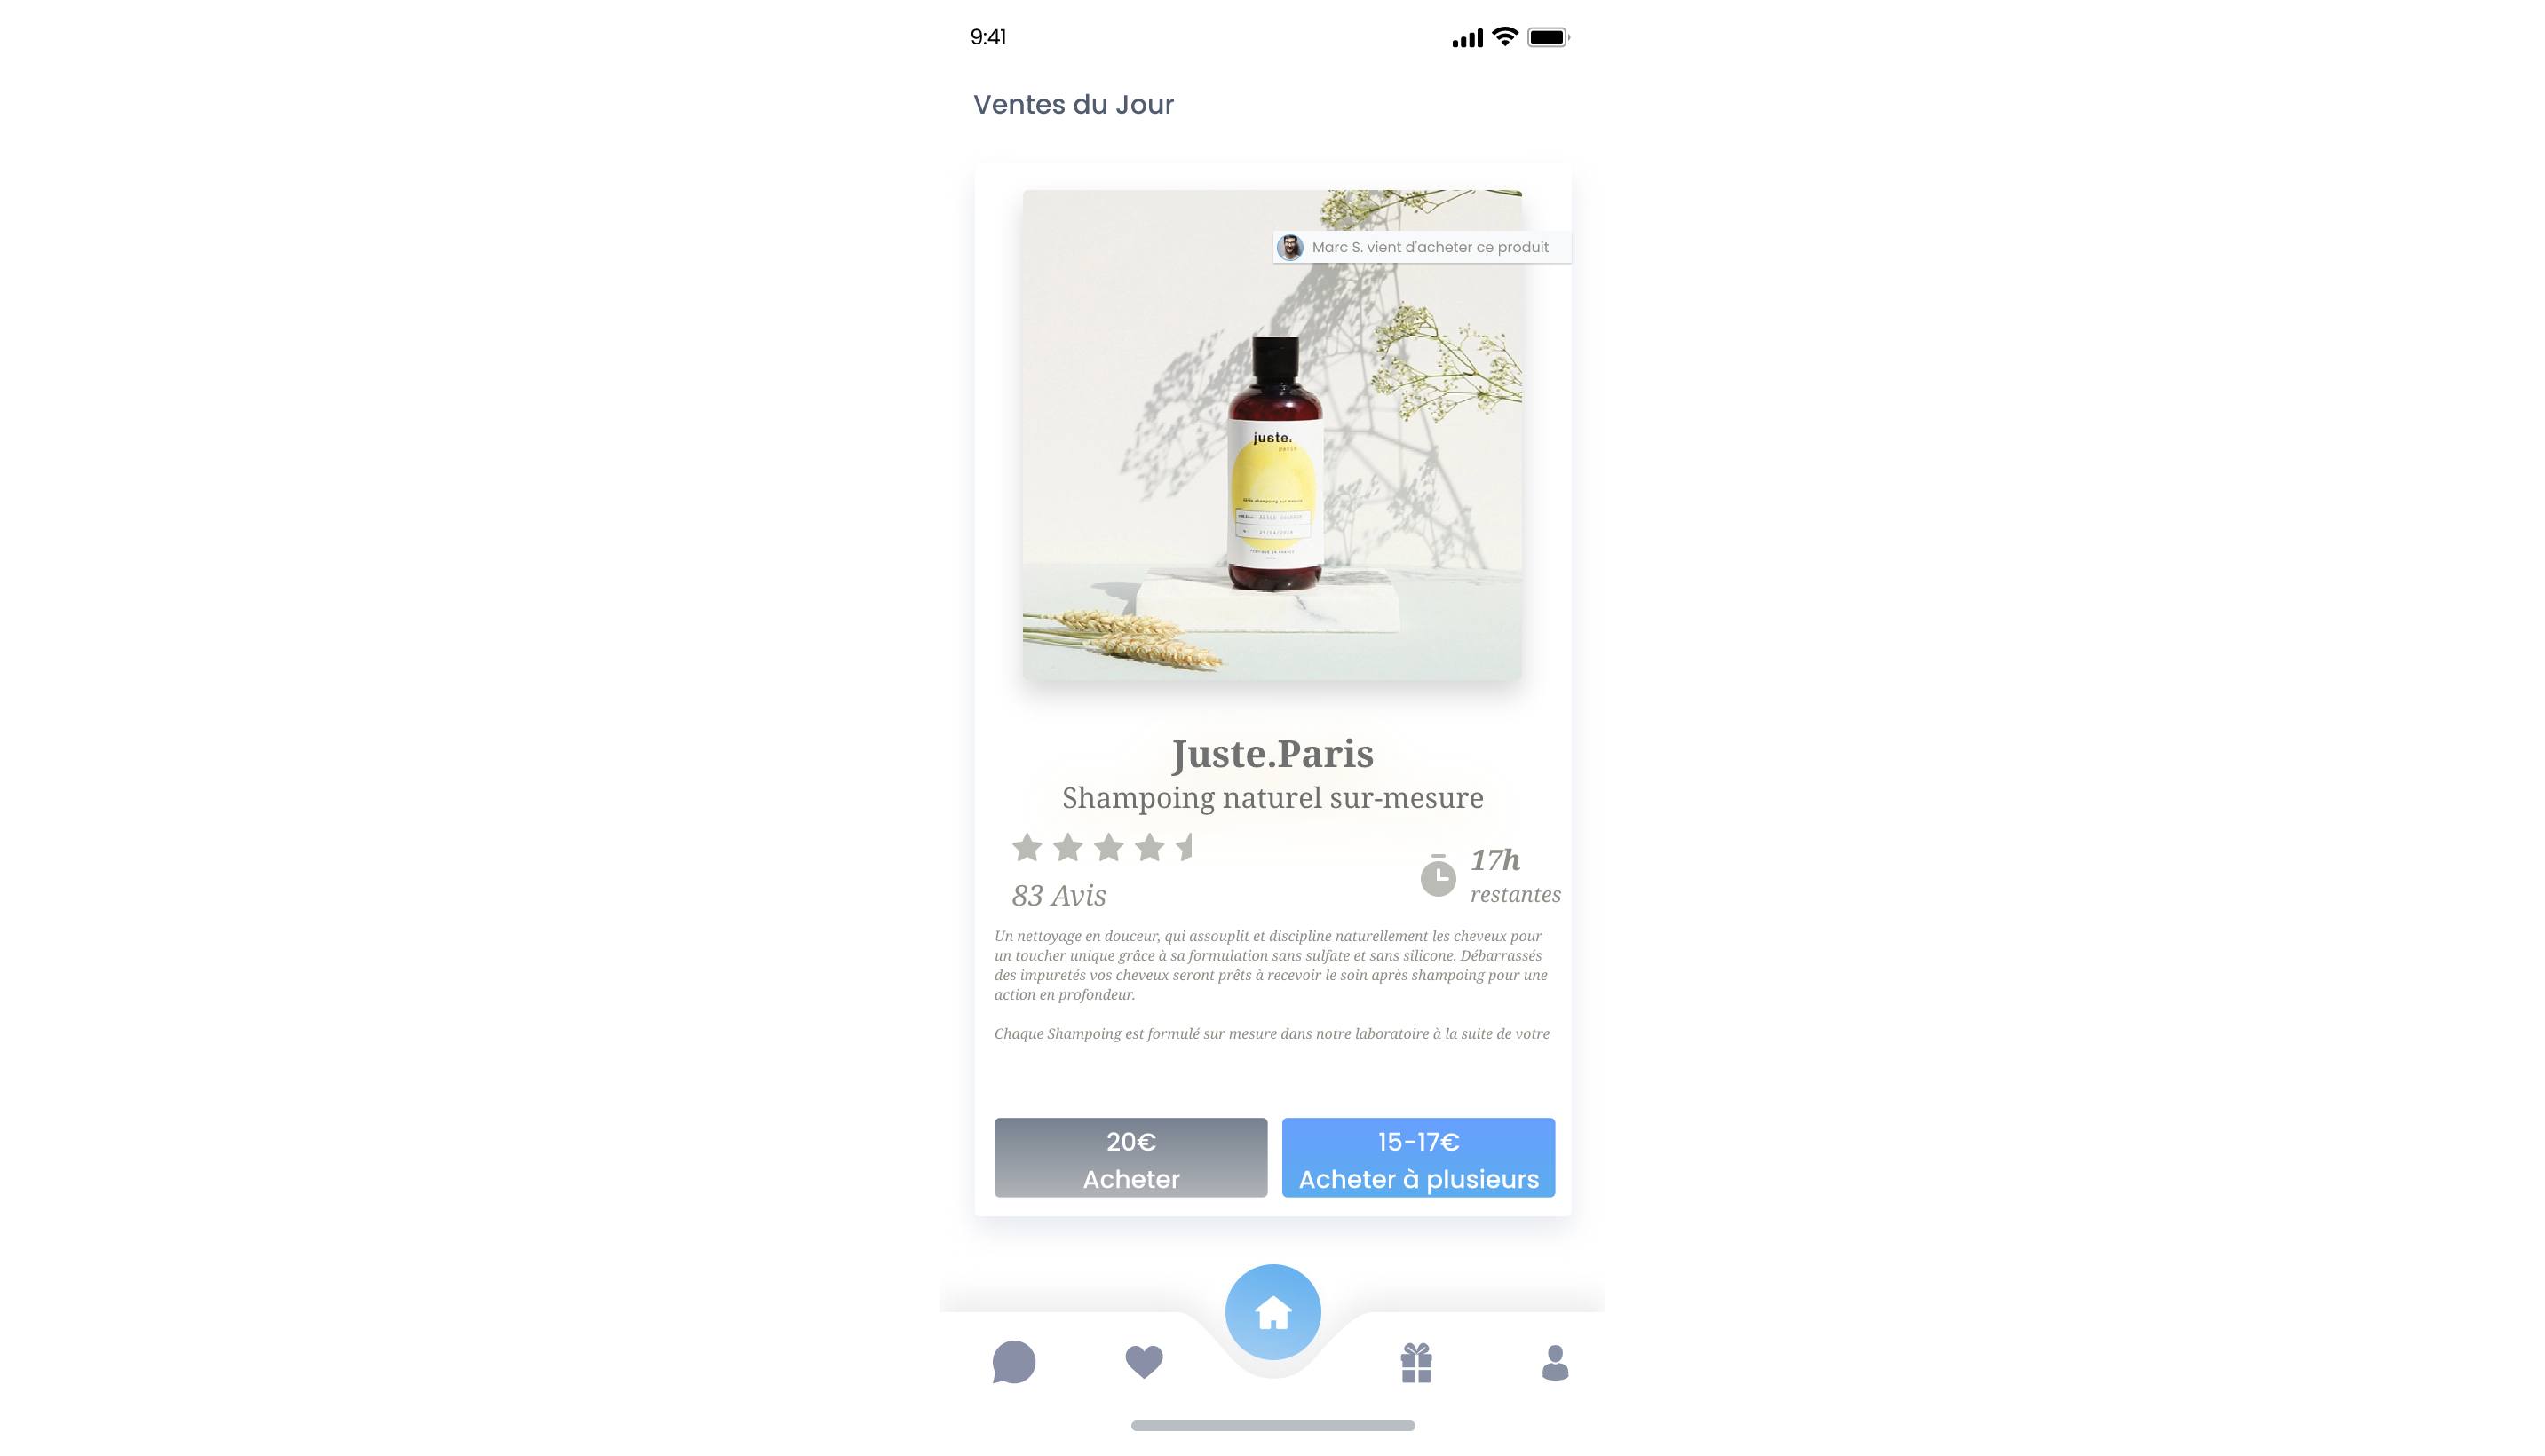 9:41
Ventes du Jour
Marc S. vient d'acheter ce produit
juste.
paris
Juste.Paris
Shampoing naturel sur-mesure
17h
83 Avis
restantes
Un nettoyage en douceur, qui assouplit et discipline naturellement les cheveux pour
un toucher unique grâce à sa formulation sans sulfate et sans silicone. Débarrassés
des impuretés vos cheveux seront prêts à recevoir le soin après shampoing pour une
action en profondeur.
Chaque Shampoing est formulé sur mesure dans notre laboratoire à la suite de votre
20€
Acheter
15-17€
Acheter à plusieurs